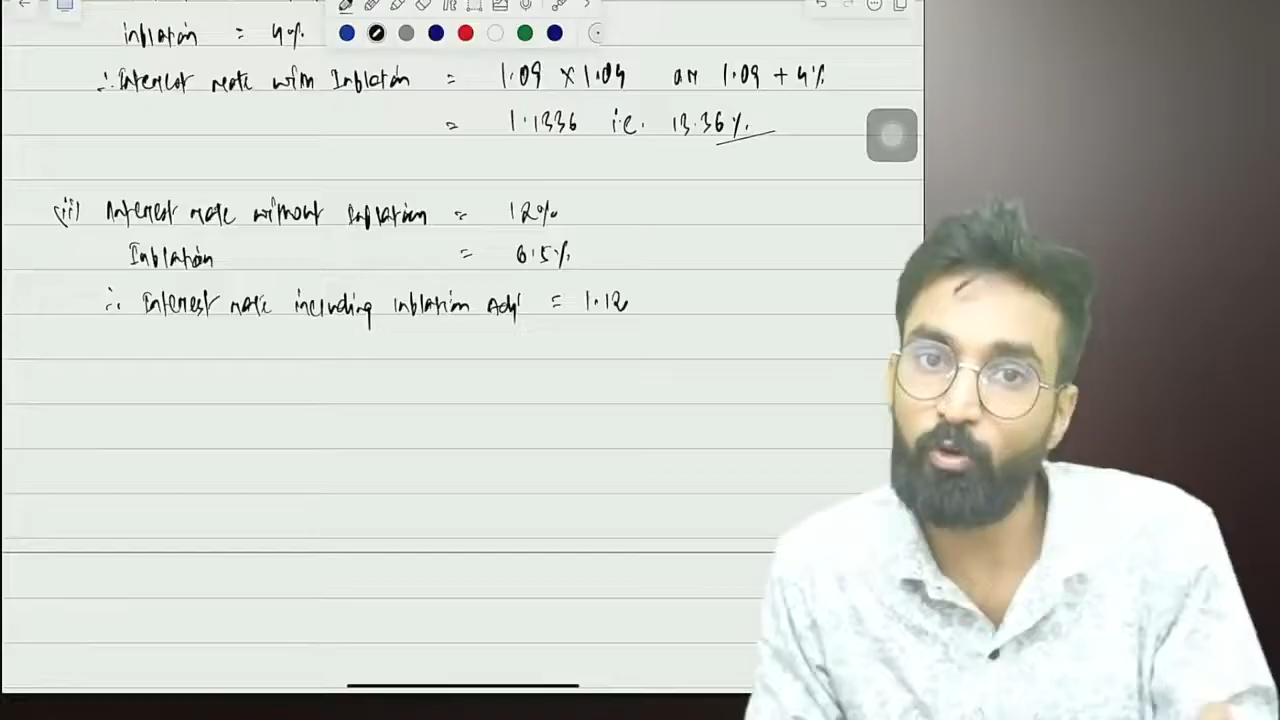 inflation = 4%
∴ Interest rate with Inflation = 1.09 × 1.04 or 1.09 + 4%
= 1.1336 i.e. 13.36%
(ii) Interest rate without Inflation = 12%
Inflation = 6.5%
∴ Interest rate including inflation Adj = 1.12